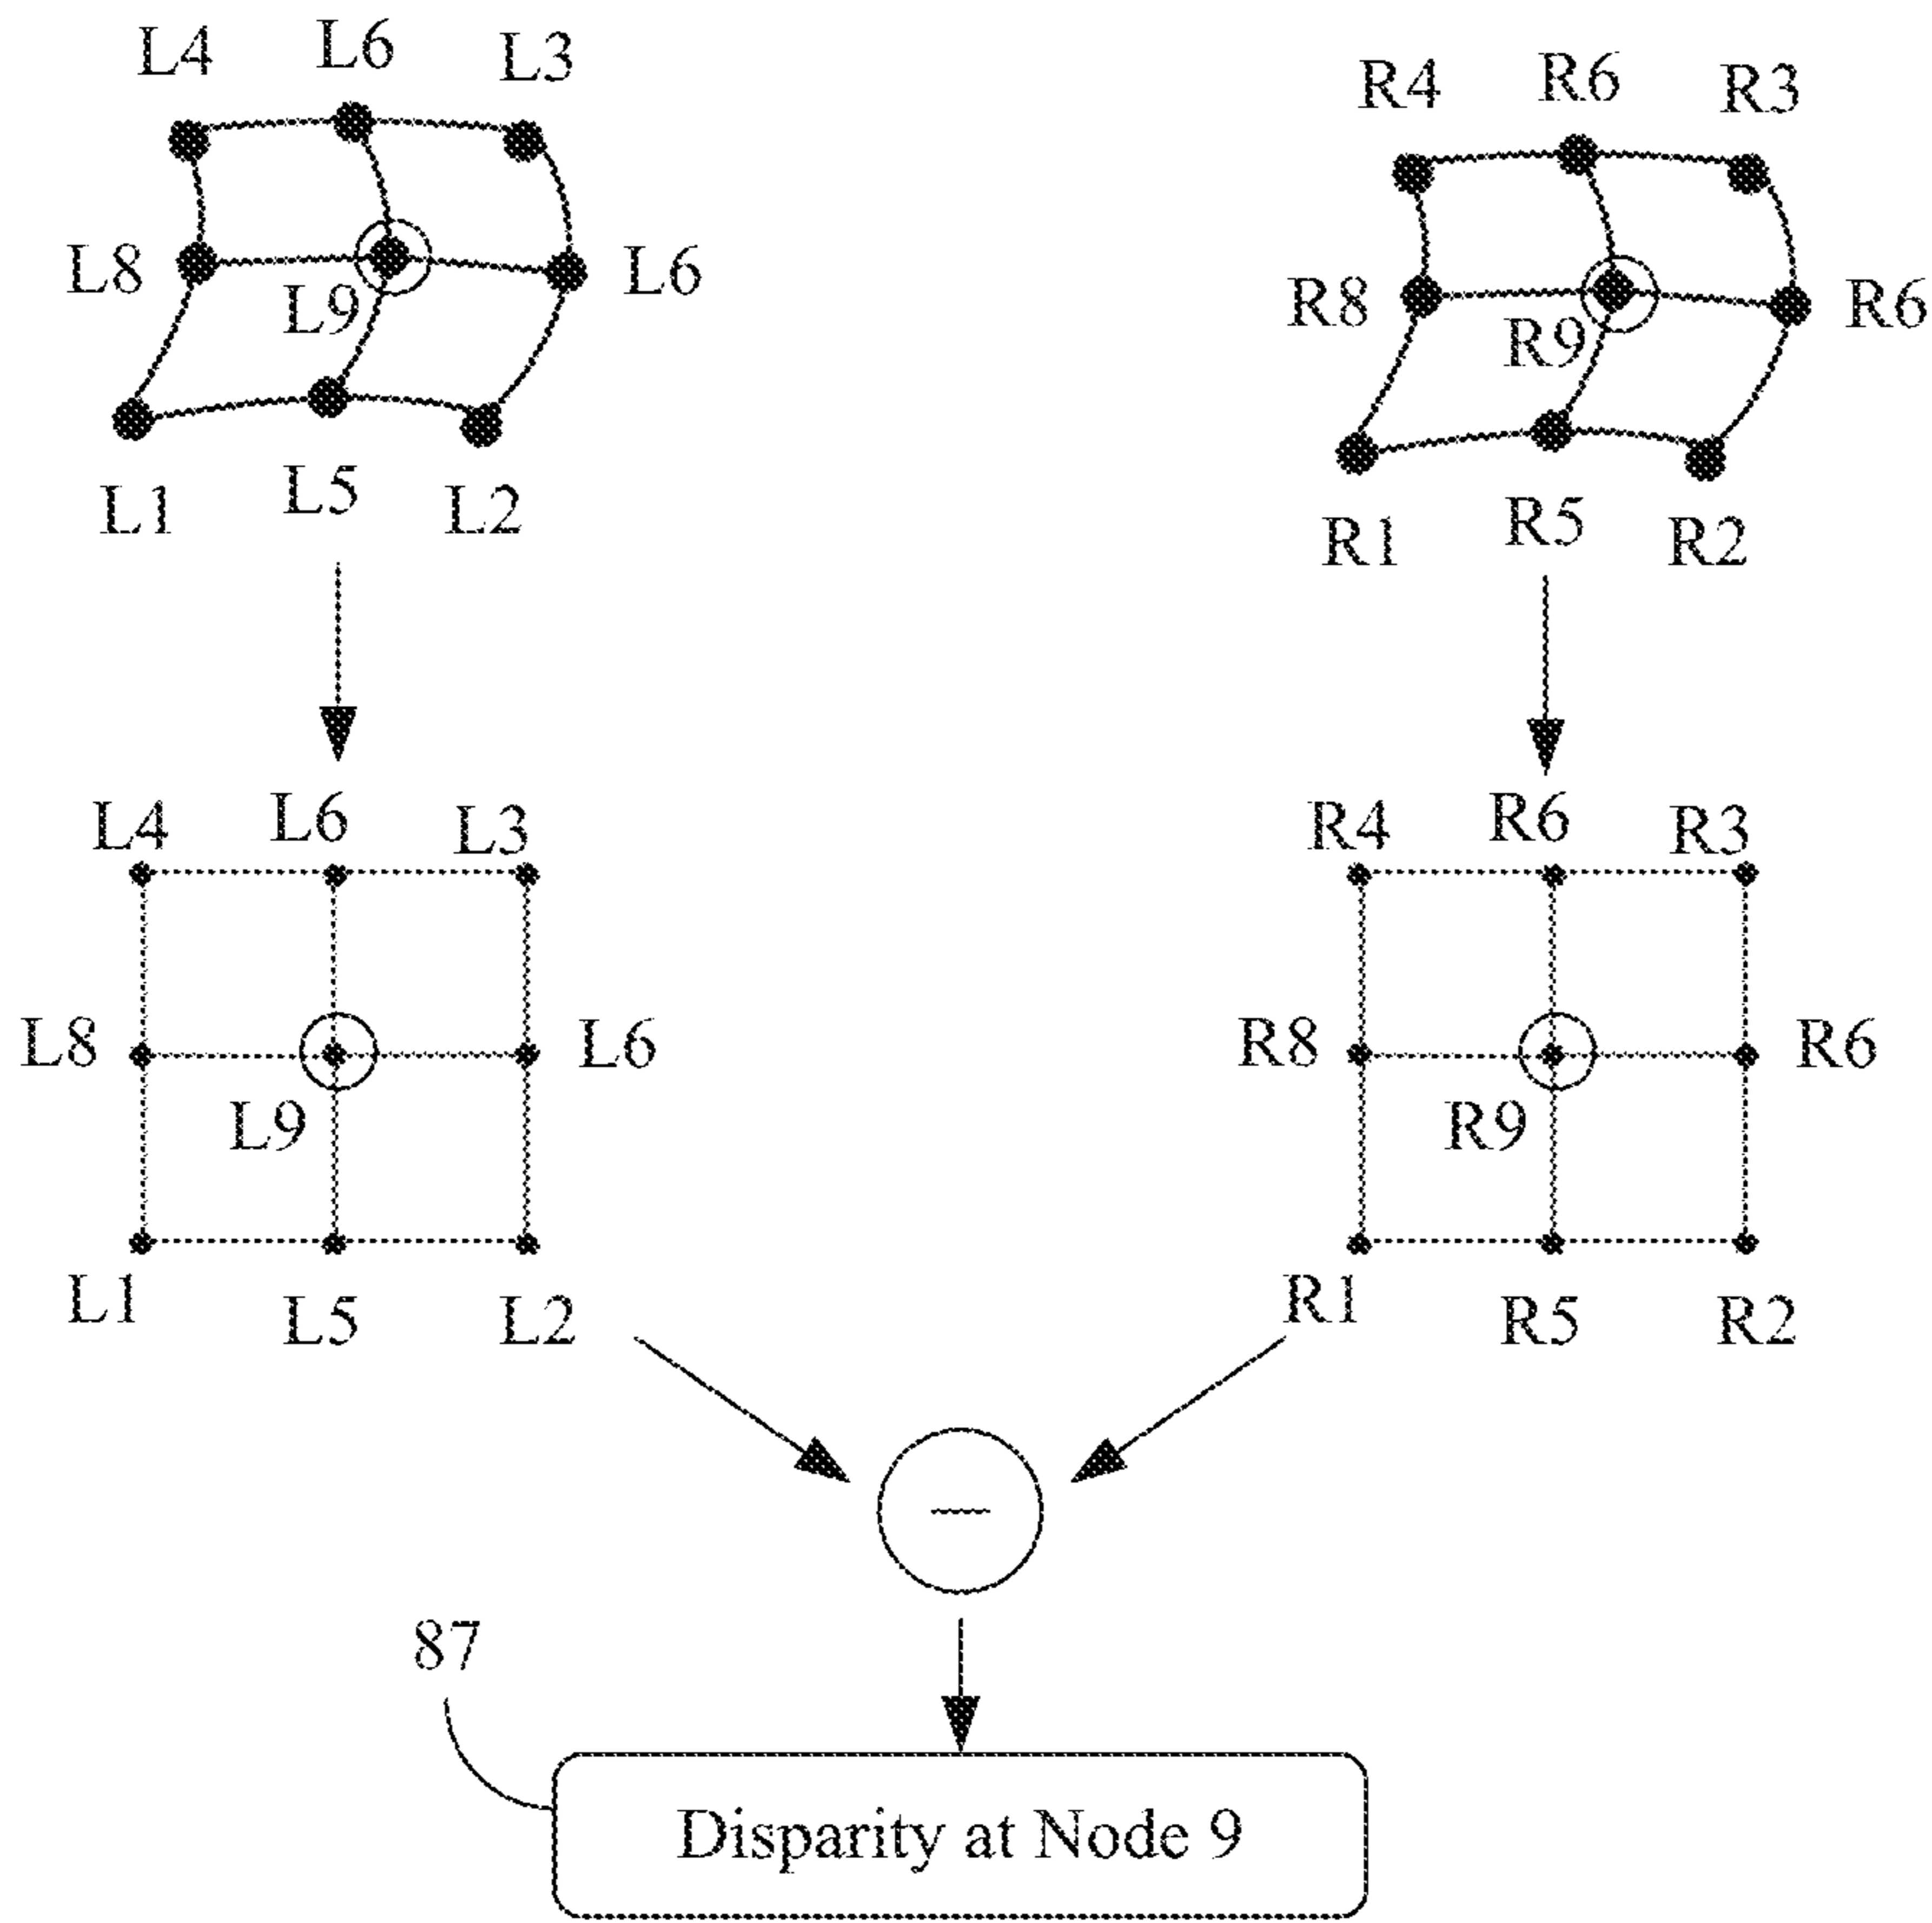 L4 L6 L3
R4 R6 R3
L8 L9 L6
R8 R9 R6
L1 L5 L2
R1 R5 R2
L4 L6 L3
R4 R6 R3
L8 L6
R8 R6
L9
R9
L1 L5 L2
R1 R5 R2
—
87
Disparity at Node 9